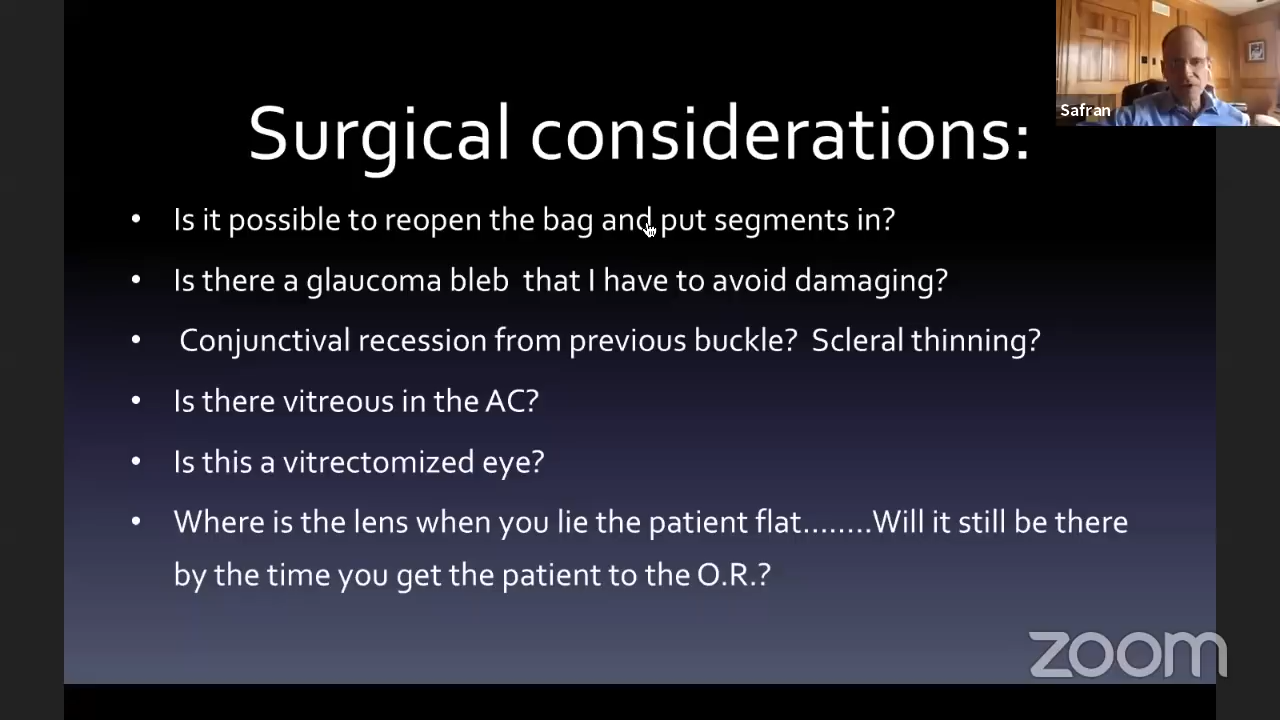 Safran
Surgical considerations:
• Is it possible to reopen the bag and put segments in?
• Is there a glaucoma bleb that I have to avoid damaging?
• Conjunctival recession from previous buckle? Scleral thinning?
• Is there vitreous in the AC?
• Is this a vitrectomized eye?
• Where is the lens when you lie the patient flat........Will it still be there
by the time you get the patient to the O.R.?
zoom